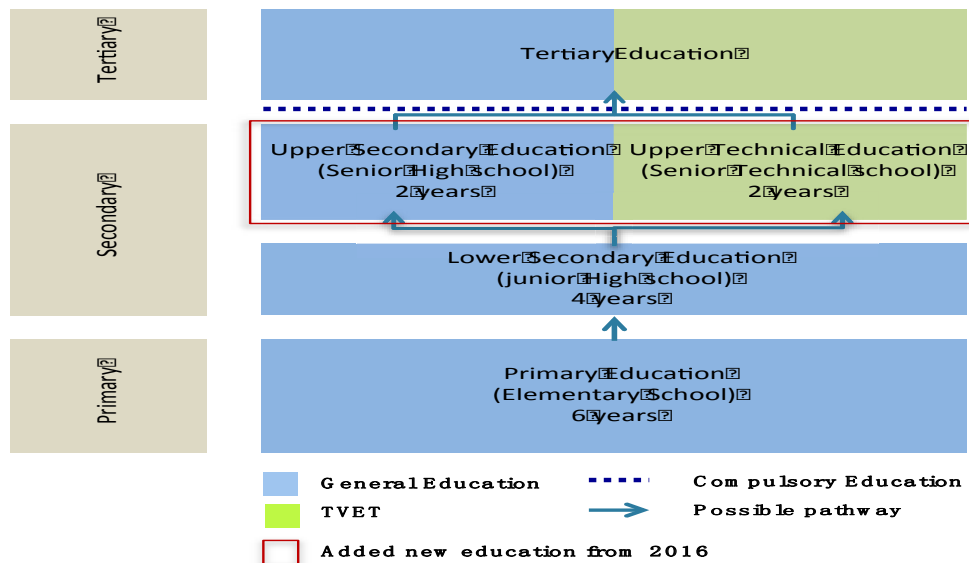 Tertiary
Tertiary Education
Secondary
Upper Secondary Education
(Senior High school)
2 years
Upper Technical Education
(Senior Technical school)
2 years
Lower Secondary Education
(junior High school)
4 years
Primary
Primary Education
(Elementary School)
6 years
General Education
Compulsory Education
TVET
Possible pathway
Added new education from 2016